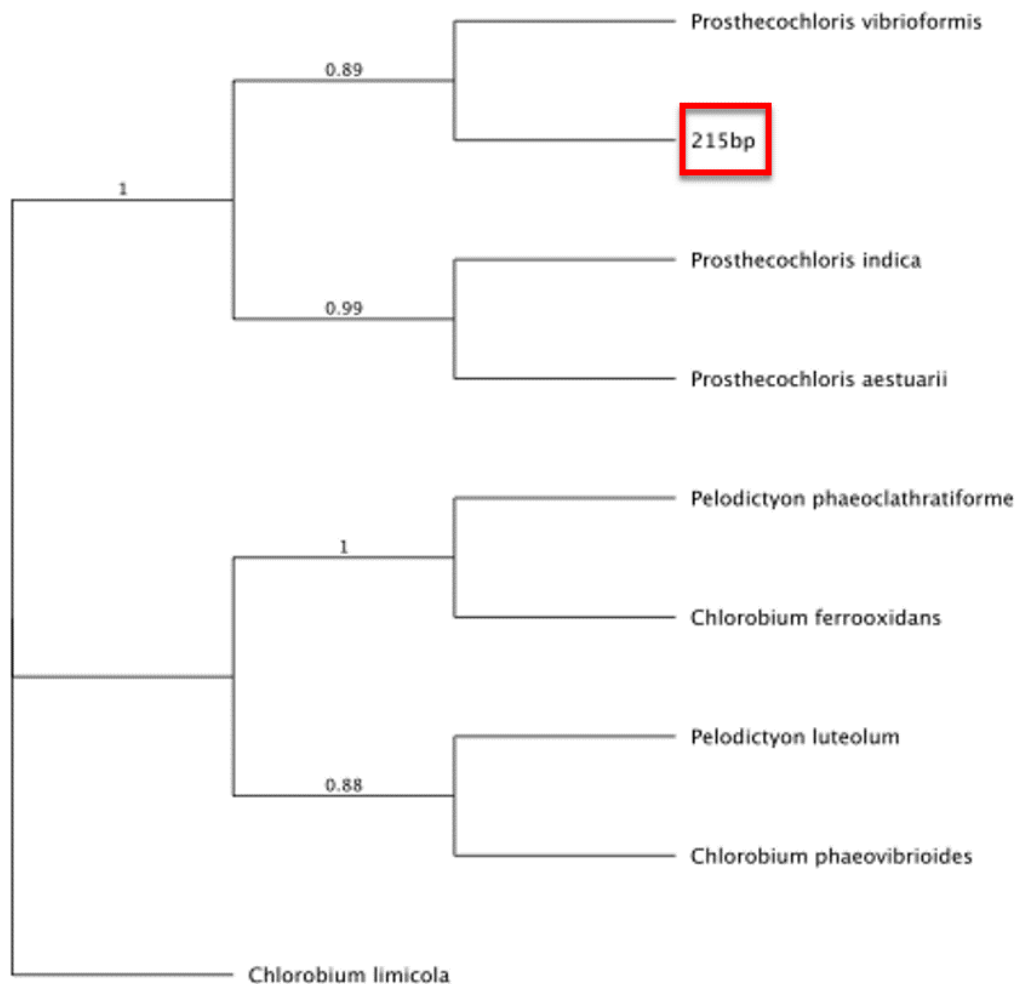 Prosthecochloris vibrioformis
0.89
215bp
1
Prosthecochloris indica
0.99
Prosthecochloris aestuarii
Pelodictyon phaeoclathratiforme
1
Chlorobium ferrooxidans
Pelodictyon luteolum
0.88
Chlorobium phaeovibrioides
Chlorobium limicola